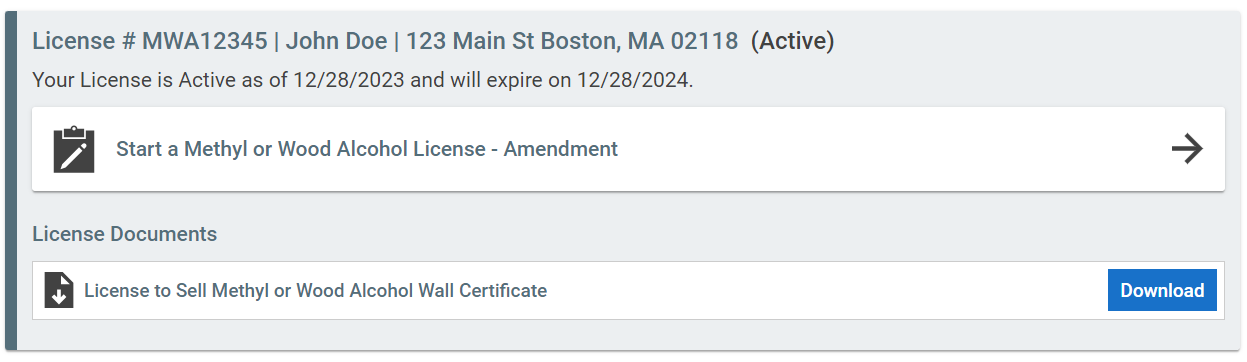 License # MWA12345 | John Doe | 123 Main St Boston, MA 02118 (Active)
Your License is Active as of 12/28/2023 and will expire on 12/28/2024.
Start a Methyl or Wood Alcohol License - Amendment
License Documents
License to Sell Methyl or Wood Alcohol Wall Certificate
Download